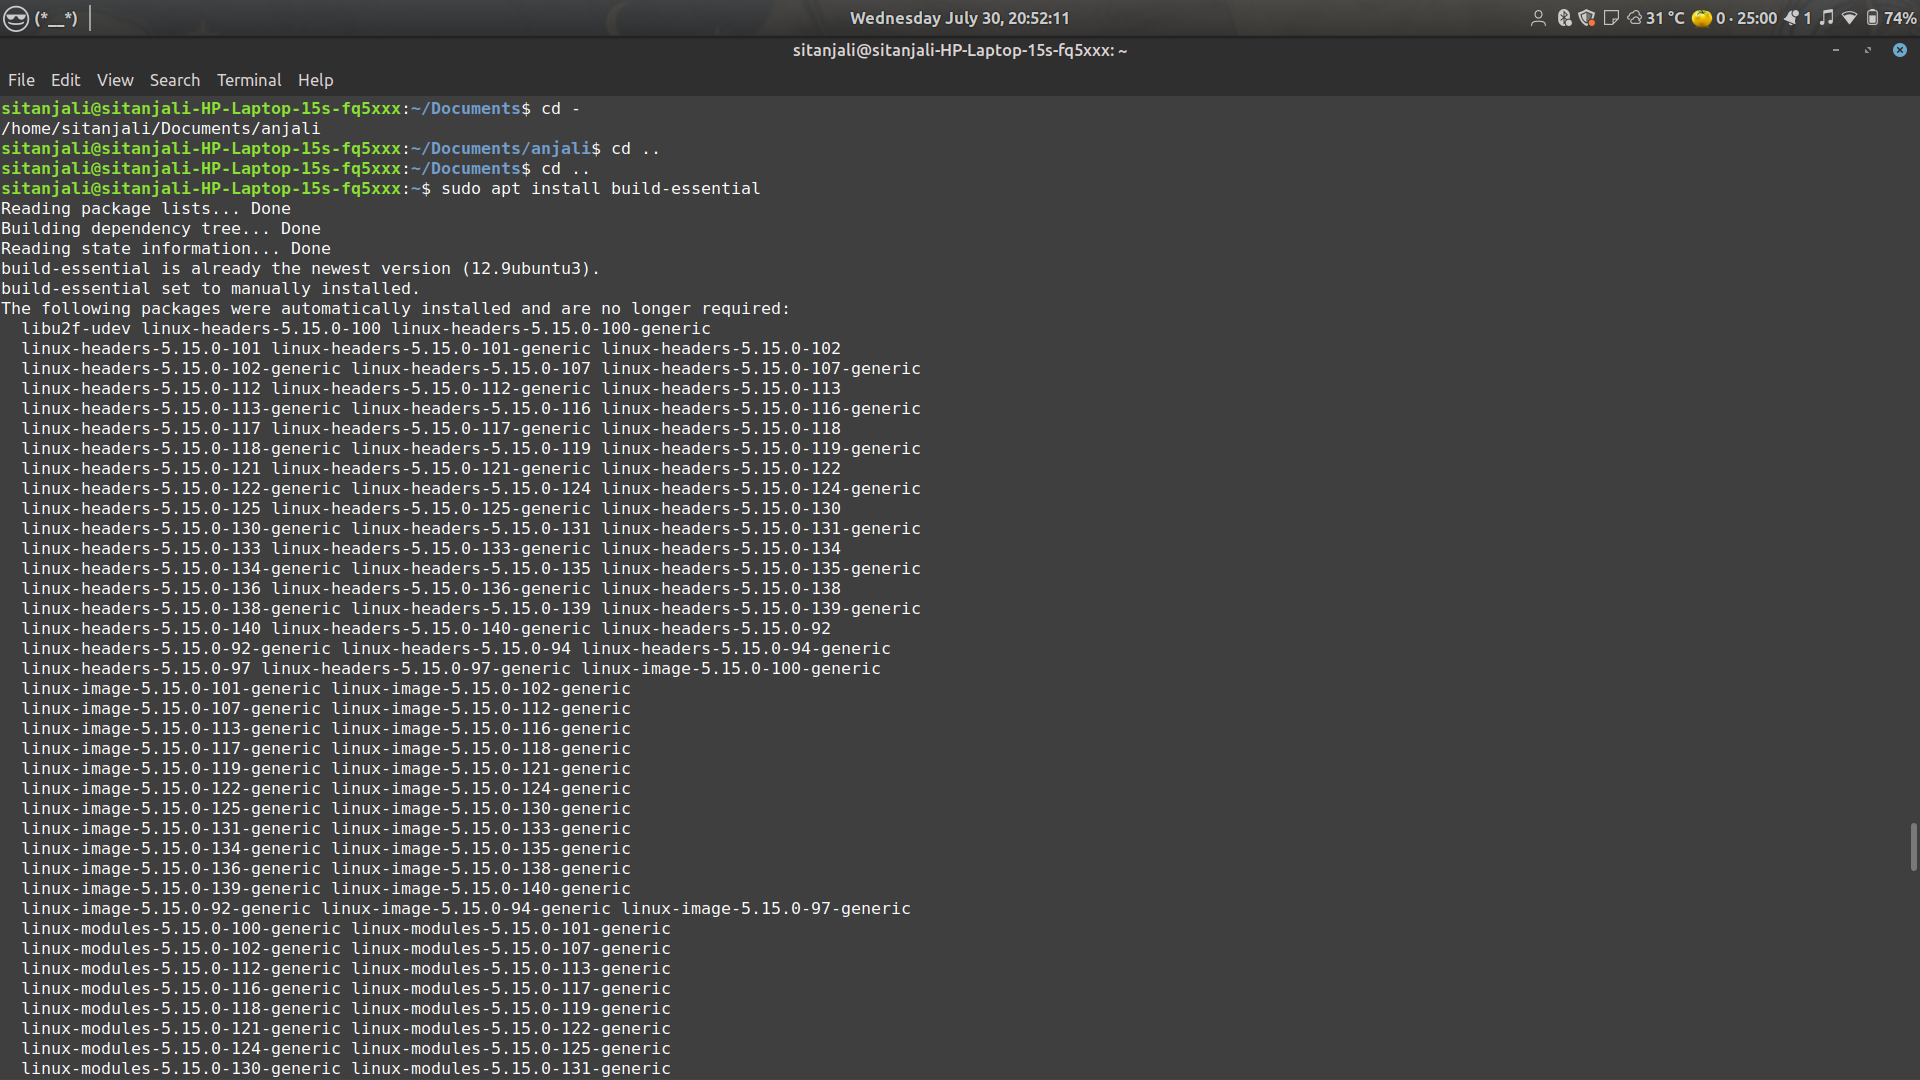 (*__*)
Wednesday July 30, 20:52:11
31 °C 0 · 25:00 1 74%
sitanjali@sitanjali-HP-Laptop-15s-fq5xxx: ~
File Edit View Search Terminal Help
sitanjali@sitanjali-HP-Laptop-15s-fq5xxx:~/Documents$ cd -
/home/sitanjali/Documents/anjali
sitanjali@sitanjali-HP-Laptop-15s-fq5xxx:~/Documents/anjali$ cd ..
sitanjali@sitanjali-HP-Laptop-15s-fq5xxx:~/Documents$ cd ..
sitanjali@sitanjali-HP-Laptop-15s-fq5xxx:~$ sudo apt install build-essential
Reading package lists... Done
Building dependency tree... Done
Reading state information... Done
build-essential is already the newest version (12.9ubuntu3).
build-essential set to manually installed.
The following packages were automatically installed and are no longer required:
  libu2f-udev linux-headers-5.15.0-100 linux-headers-5.15.0-100-generic
  linux-headers-5.15.0-101 linux-headers-5.15.0-101-generic linux-headers-5.15.0-102
  linux-headers-5.15.0-102-generic linux-headers-5.15.0-107 linux-headers-5.15.0-107-generic
  linux-headers-5.15.0-112 linux-headers-5.15.0-112-generic linux-headers-5.15.0-113
  linux-headers-5.15.0-113-generic linux-headers-5.15.0-116 linux-headers-5.15.0-116-generic
  linux-headers-5.15.0-117 linux-headers-5.15.0-117-generic linux-headers-5.15.0-118
  linux-headers-5.15.0-118-generic linux-headers-5.15.0-119 linux-headers-5.15.0-119-generic
  linux-headers-5.15.0-121 linux-headers-5.15.0-121-generic linux-headers-5.15.0-122
  linux-headers-5.15.0-122-generic linux-headers-5.15.0-124 linux-headers-5.15.0-124-generic
  linux-headers-5.15.0-125 linux-headers-5.15.0-125-generic linux-headers-5.15.0-130
  linux-headers-5.15.0-130-generic linux-headers-5.15.0-131 linux-headers-5.15.0-131-generic
  linux-headers-5.15.0-133 linux-headers-5.15.0-133-generic linux-headers-5.15.0-134
  linux-headers-5.15.0-134-generic linux-headers-5.15.0-135 linux-headers-5.15.0-135-generic
  linux-headers-5.15.0-136 linux-headers-5.15.0-136-generic linux-headers-5.15.0-138
  linux-headers-5.15.0-138-generic linux-headers-5.15.0-139 linux-headers-5.15.0-139-generic
  linux-headers-5.15.0-140 linux-headers-5.15.0-140-generic linux-headers-5.15.0-92
  linux-headers-5.15.0-92-generic linux-headers-5.15.0-94 linux-headers-5.15.0-94-generic
  linux-headers-5.15.0-97 linux-headers-5.15.0-97-generic linux-image-5.15.0-100-generic
  linux-image-5.15.0-101-generic linux-image-5.15.0-102-generic
  linux-image-5.15.0-107-generic linux-image-5.15.0-112-generic
  linux-image-5.15.0-113-generic linux-image-5.15.0-116-generic
  linux-image-5.15.0-117-generic linux-image-5.15.0-118-generic
  linux-image-5.15.0-119-generic linux-image-5.15.0-121-generic
  linux-image-5.15.0-122-generic linux-image-5.15.0-124-generic
  linux-image-5.15.0-125-generic linux-image-5.15.0-130-generic
  linux-image-5.15.0-131-generic linux-image-5.15.0-133-generic
  linux-image-5.15.0-134-generic linux-image-5.15.0-135-generic
  linux-image-5.15.0-136-generic linux-image-5.15.0-138-generic
  linux-image-5.15.0-139-generic linux-image-5.15.0-140-generic
  linux-image-5.15.0-92-generic linux-image-5.15.0-94-generic linux-image-5.15.0-97-generic
  linux-modules-5.15.0-100-generic linux-modules-5.15.0-101-generic
  linux-modules-5.15.0-102-generic linux-modules-5.15.0-107-generic
  linux-modules-5.15.0-112-generic linux-modules-5.15.0-113-generic
  linux-modules-5.15.0-116-generic linux-modules-5.15.0-117-generic
  linux-modules-5.15.0-118-generic linux-modules-5.15.0-119-generic
  linux-modules-5.15.0-121-generic linux-modules-5.15.0-122-generic
  linux-modules-5.15.0-124-generic linux-modules-5.15.0-125-generic
  linux-modules-5.15.0-130-generic linux-modules-5.15.0-131-generic